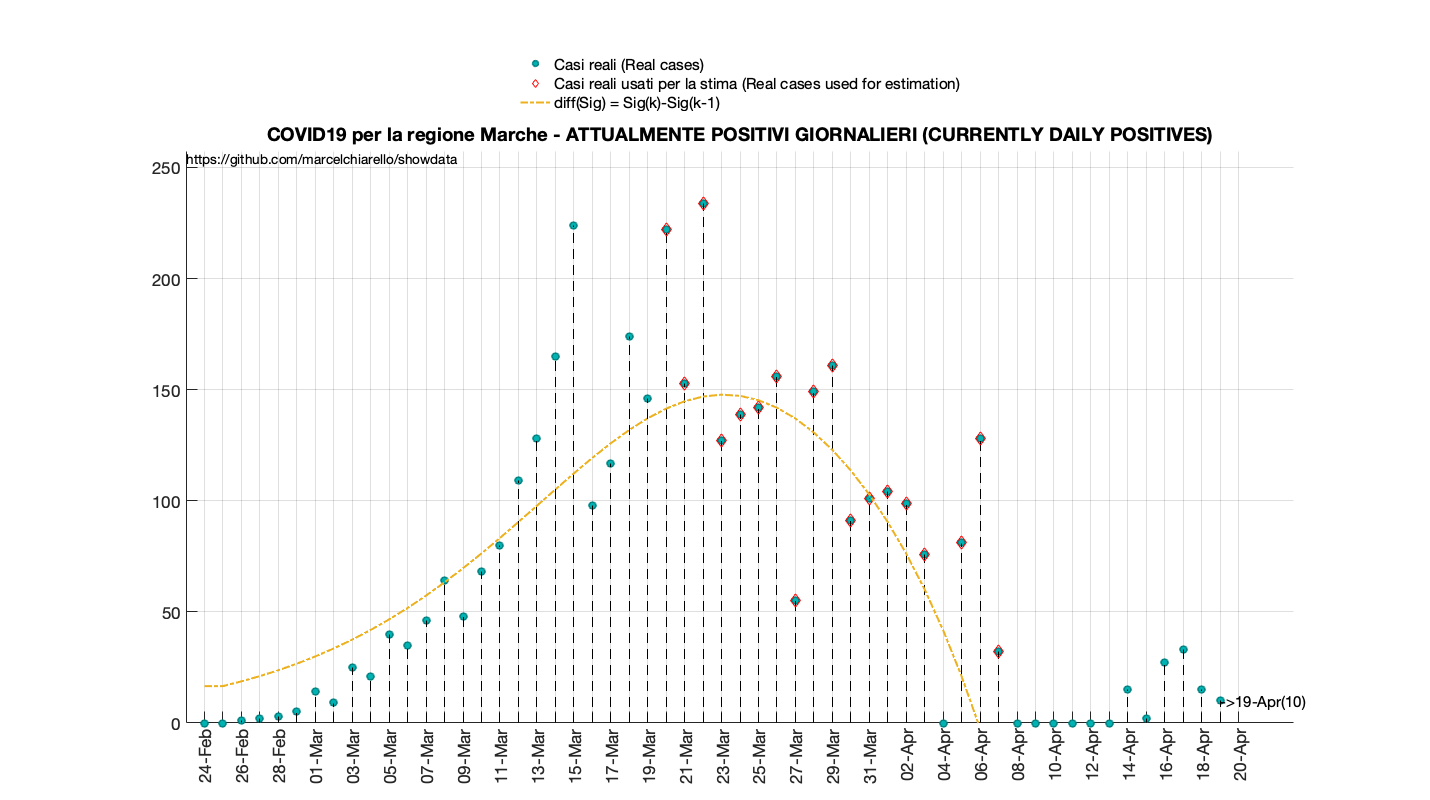 Casi reali (Real cases)
Casi reali usati per la stima (Real cases used for estimation)
diff(Sig) = Sig(k)-Sig(k-1)
COVID19 per la regione Marche - ATTUALMENTE POSITIVI GIORNALIERI (CURRENTLY DAILY POSITIVES)
https://github.com/marcelchiarello/showdata
250
200
150
100
50
0
->19-Apr(10)
24-Feb
26-Feb
28-Feb
01-Mar
03-Mar
05-Mar
07-Mar
09-Mar
11-Mar
13-Mar
15-Mar
17-Mar
19-Mar
21-Mar
23-Mar
25-Mar
27-Mar
29-Mar
31-Mar
02-Apr
04-Apr
06-Apr
08-Apr
10-Apr
12-Apr
14-Apr
16-Apr
18-Apr
20-Apr